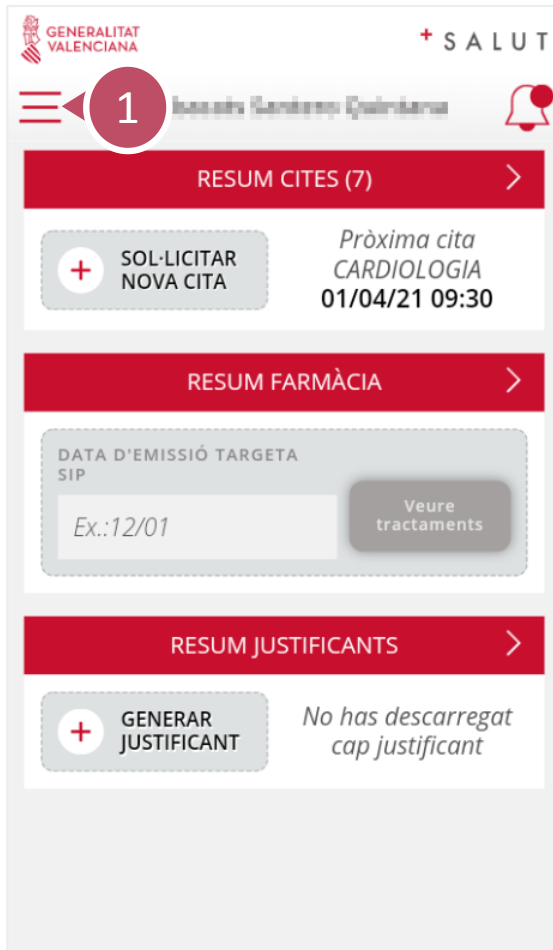 GENERALITAT
VALENCIANA
+ SALUT
1
RESUM CITES (7)
SOL·LICITAR
NOVA CITA
Pròxima cita
CARDIOLOGIA
01/04/21 09:30
RESUM FARMÀCIA
DATA D'EMISSIÓ TARGETA
SIP
Ex.:12/01
Veure
tractaments
RESUM JUSTIFICANTS
GENERAR
JUSTIFICANT
No has descarregat
cap justificant